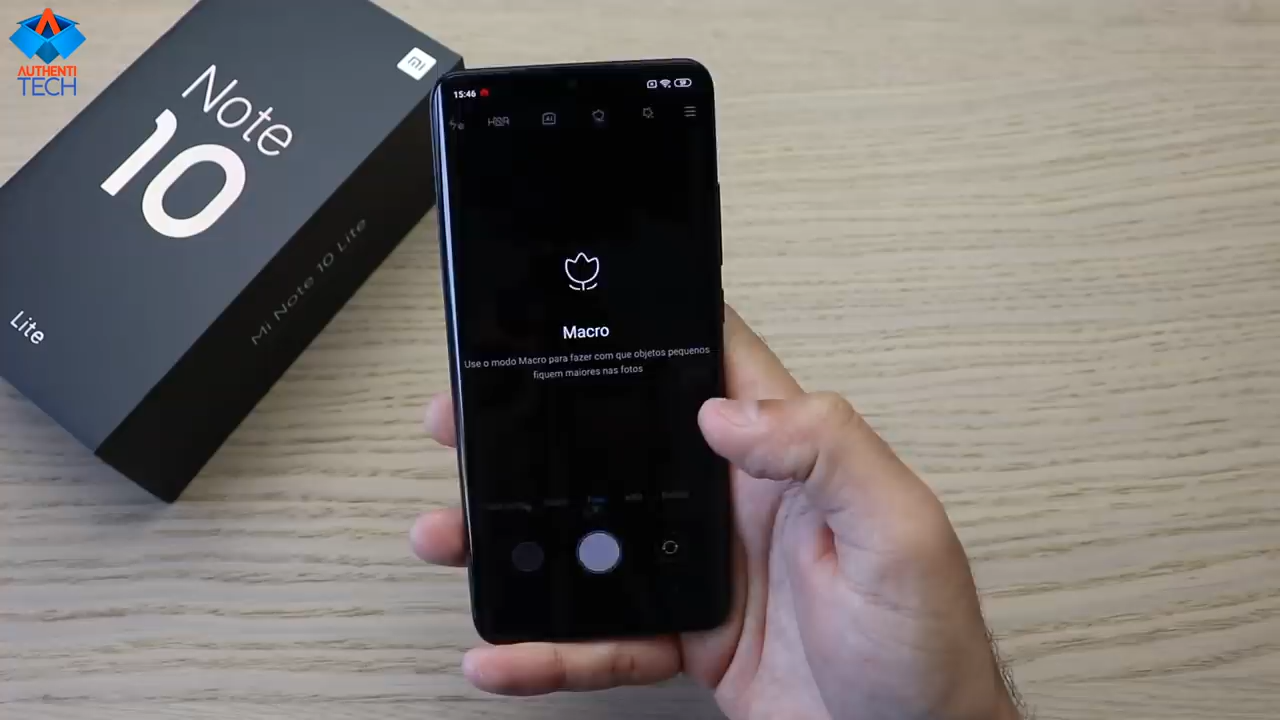 AUTHENTI
TECH
Note
10
Lite
Mi Note 10 Lite
15:46
HDR
AI
Macro
Use o modo Macro para fazer com que objetos pequenos
fiquem maiores nas fotos